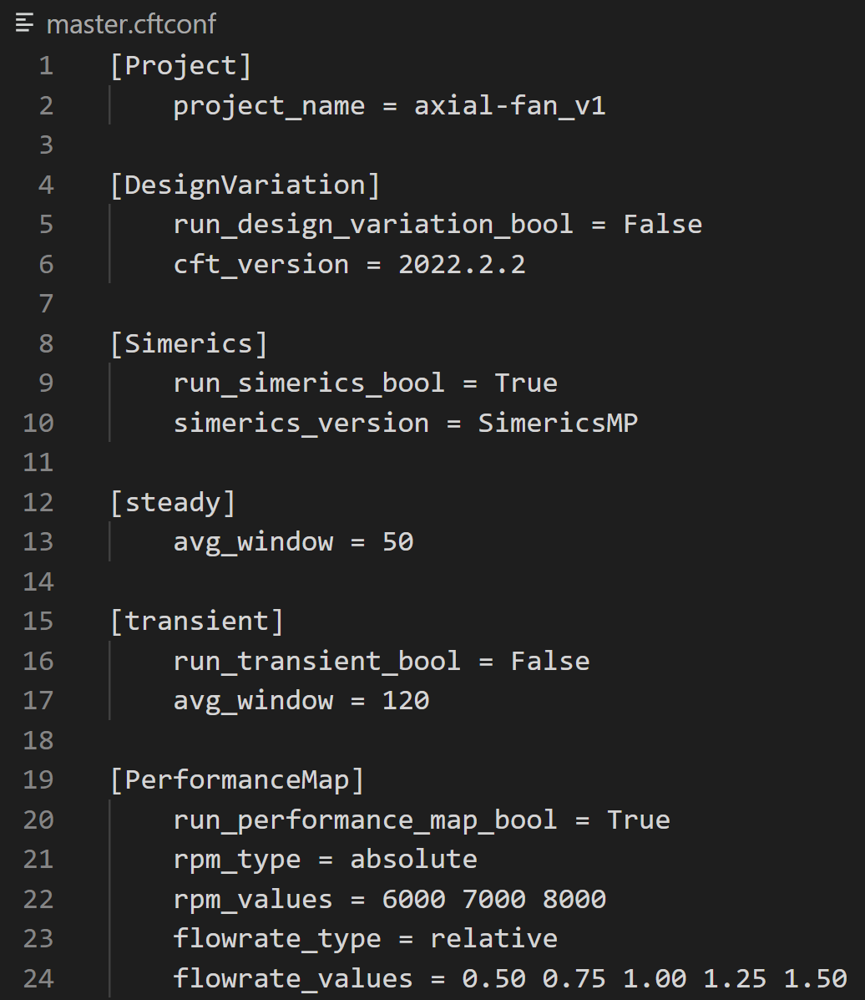 master.cftconf
1 [Project]
2 project_name = axial-fan_v1
3
4 [DesignVariation]
5 run_design_variation_bool = False
6 cft_version = 2022.2.2
7
8 [Simerics]
9 run_simerics_bool = True
10 simerics_version = SimericsMP
11
12 [steady]
13 avg_window = 50
14
15 [transient]
16 run_transient_bool = False
17 avg_window = 120
18
19 [PerformanceMap]
20 run_performance_map_bool = True
21 rpm_type = absolute
22 rpm_values = 6000 7000 8000
23 flowrate_type = relative
24 flowrate_values = 0.50 0.75 1.00 1.25 1.50